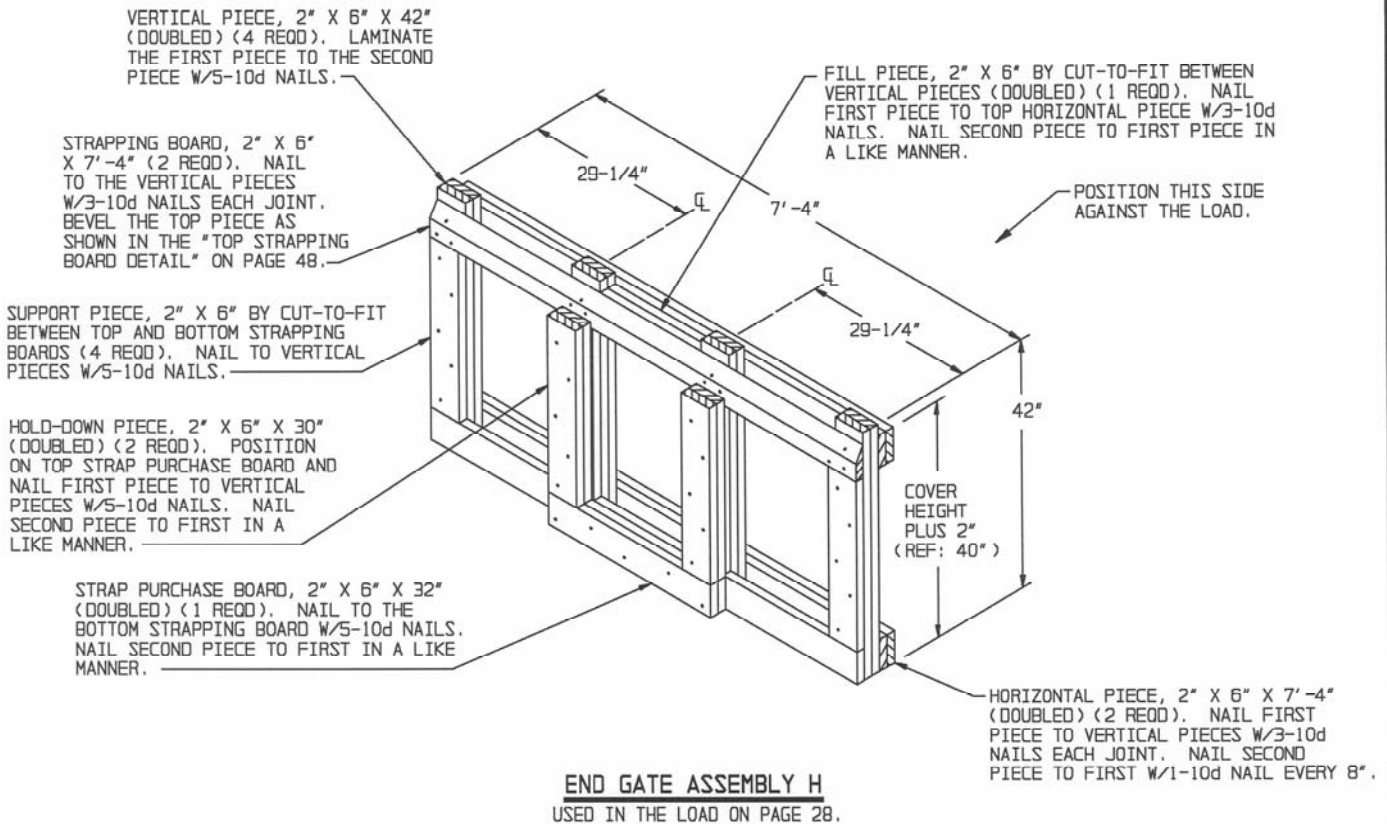 VERTICAL PIECE, 2" X 6" X 42"
(DOUBLED) (4 REQD). LAMINATE
THE FIRST PIECE TO THE SECOND
PIECE W/5-10d NAILS.
STRAPPING BOARD, 2" X 6"
X 7'-4" (2 REQD). NAIL
TO THE VERTICAL PIECES
W/3-10d NAILS EACH JOINT.
BEVEL THE TOP PIECE AS
SHOWN IN THE "TOP STRAPPING
BOARD DETAIL" ON PAGE 48.
SUPPORT PIECE, 2" X 6" BY CUT-TO-FIT
BETWEEN TOP AND BOTTOM STRAPPING
BOARDS (4 REQD). NAIL TO VERTICAL
PIECES W/5-10d NAILS.
HOLD-DOWN PIECE, 2" X 6" X 30"
(DOUBLED) (2 REQD). POSITION
ON TOP STRAP PURCHASE BOARD AND
NAIL FIRST PIECE TO VERTICAL
PIECES W/5-10d NAILS. NAIL
SECOND PIECE TO FIRST IN A
LIKE MANNER.
STRAP PURCHASE BOARD, 2" X 6" X 32"
(DOUBLED) (1 REQD). NAIL TO THE
BOTTOM STRAPPING BOARD W/5-10d NAILS.
NAIL SECOND PIECE TO FIRST IN A LIKE
MANNER.
FILL PIECE, 2" X 6" BY CUT-TO-FIT BETWEEN
VERTICAL PIECES (DOUBLED) (1 REQD). NAIL
FIRST PIECE TO TOP HORIZONTAL PIECE W/3-10d
NAILS. NAIL SECOND PIECE TO FIRST PIECE IN
A LIKE MANNER.
POSITION THIS SIDE
AGAINST THE LOAD.
29-1/4"
℄
7'-4"
℄
29-1/4"
42"
COVER
HEIGHT
PLUS 2"
(REF: 40")
HORIZONTAL PIECE, 2" X 6" X 7'-4"
(DOUBLED) (2 REQD). NAIL FIRST
PIECE TO VERTICAL PIECES W/3-10d
NAILS EACH JOINT. NAIL SECOND
PIECE TO FIRST W/1-10d NAIL EVERY 8".
END GATE ASSEMBLY H
USED IN THE LOAD ON PAGE 28.